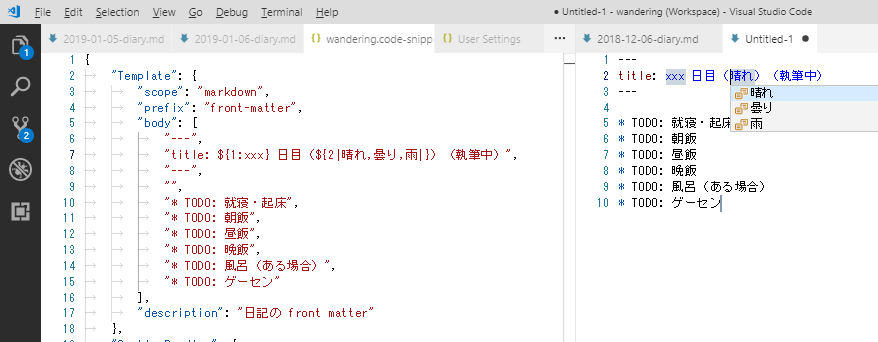 File Edit Selection View Go Debug Terminal Help ● Untitled-1 - wandering (Workspace) - Visual Studio Code
2019-01-05-diary.md 2019-01-06-diary.md {} wandering.code-snipp {} User Settings ...
1 {
2 "Template": {
3 "scope": "markdown",
4 "prefix": "front-matter",
5 "body": [
6 "---",
7 "title: ${1:xxx} 日目（${2|晴れ,曇り,雨|}）（執筆中）",
8 "---",
9 "",
10 "* TODO: 就寝・起床",
11 "* TODO: 朝飯",
12 "* TODO: 昼飯",
13 "* TODO: 晩飯",
14 "* TODO: 風呂（ある場合）",
15 "* TODO: ゲーセン"
16 ],
17 "description": "日記の front matter"
18 },
1
2
2018-12-06-diary.md Untitled-1 ●
1 ---
2 title: xxx 日目（晴れ）（執筆中）
3 ---
4
5 * TODO: 就寝・起床
6 * TODO: 朝飯
7 * TODO: 昼飯
8 * TODO: 晩飯
9 * TODO: 風呂（ある場合）
10 * TODO: ゲーセン
晴れ
曇り
雨